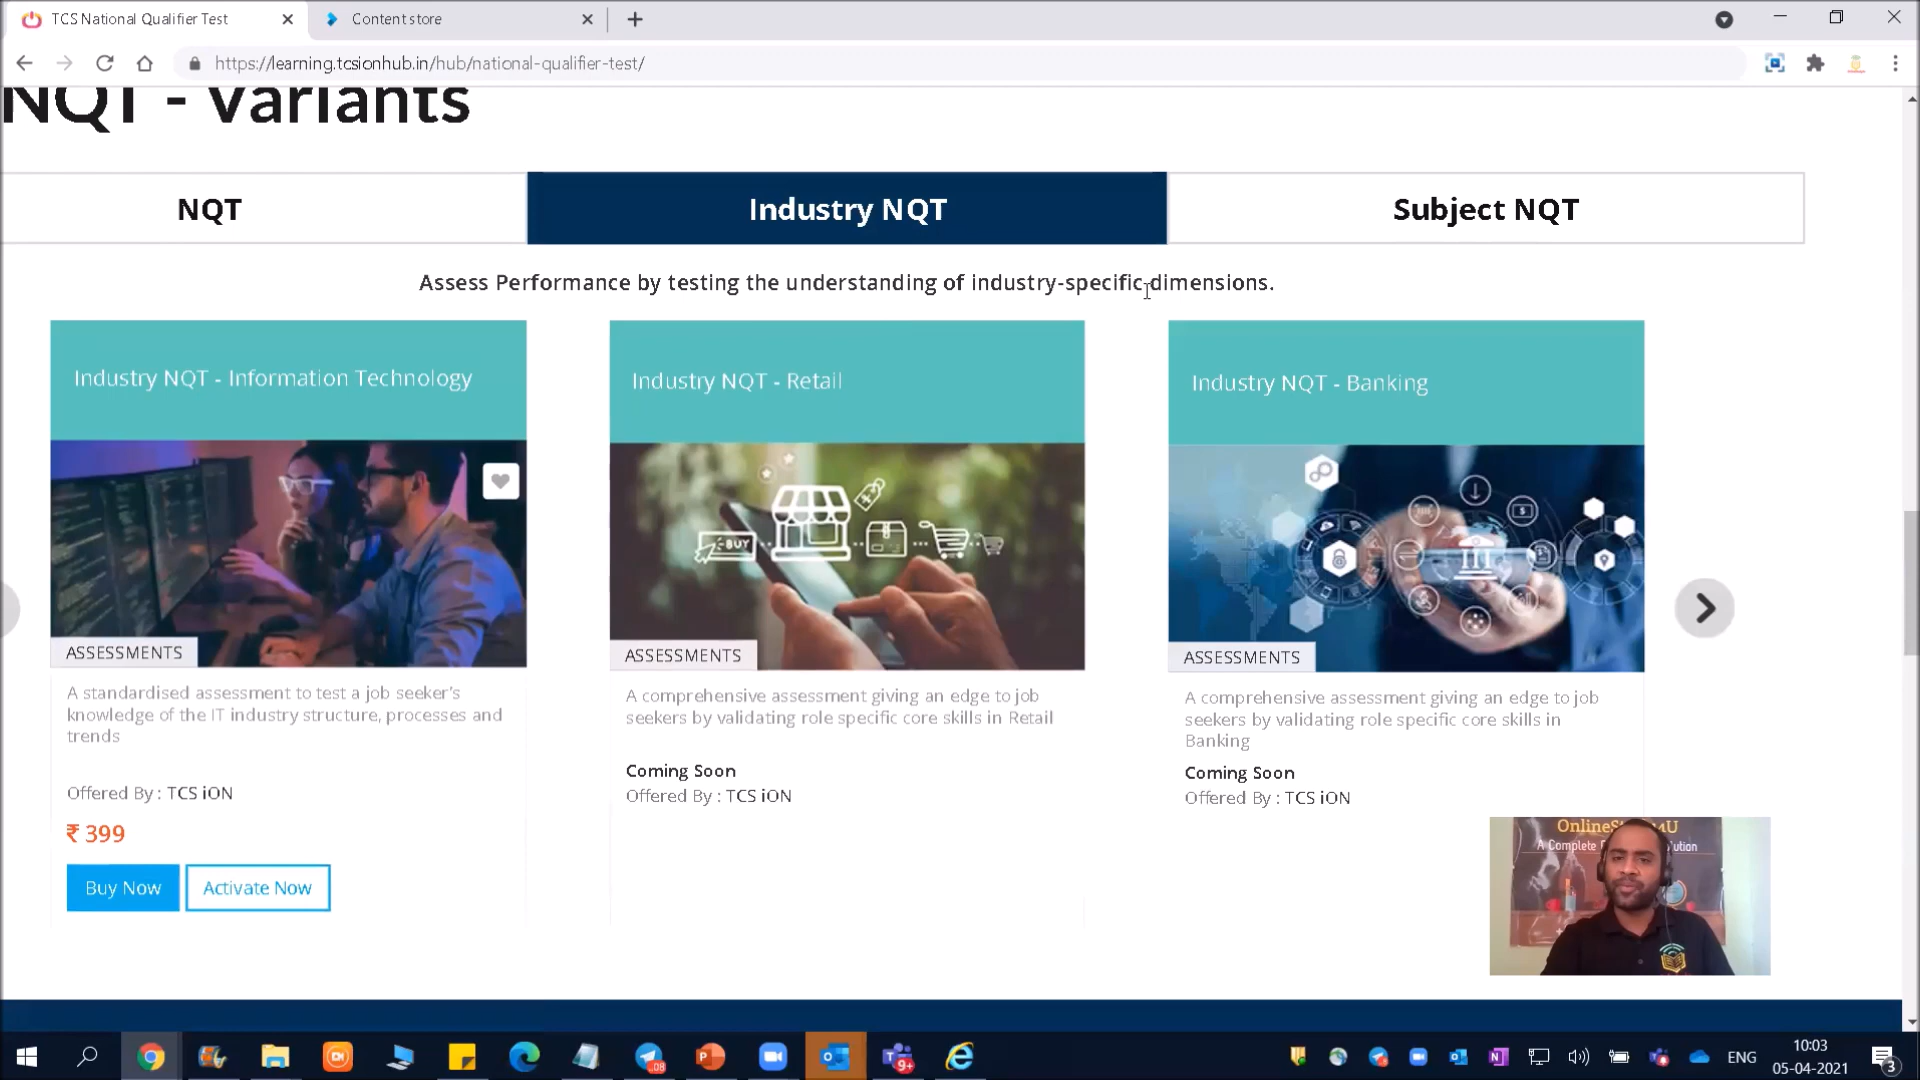 TCS National Qualifier Test
Content store
https://learning.tcsionhub.in/hub/national-qualifier-test/
NQT - Variants
NQT
Industry NQT
Subject NQT
Assess Performance by testing the understanding of industry-specific dimensions.
Industry NQT - Information Technology
ASSESSMENTS
A standardised assessment to test a job seeker's
knowledge of the IT industry structure, processes and
trends
Offered By : TCS iON
₹ 399
Buy Now
Activate Now
Industry NQT - Retail
BUY
ASSESSMENTS
A comprehensive assessment giving an edge to job
seekers by validating role specific core skills in Retail
Coming Soon
Offered By : TCS iON
Industry NQT - Banking
ASSESSMENTS
A comprehensive assessment giving an edge to job
seekers by validating role specific core skills in
Banking
Coming Soon
Offered By : TCS iON
A Complete
ENG
10:03
05-04-2021
3